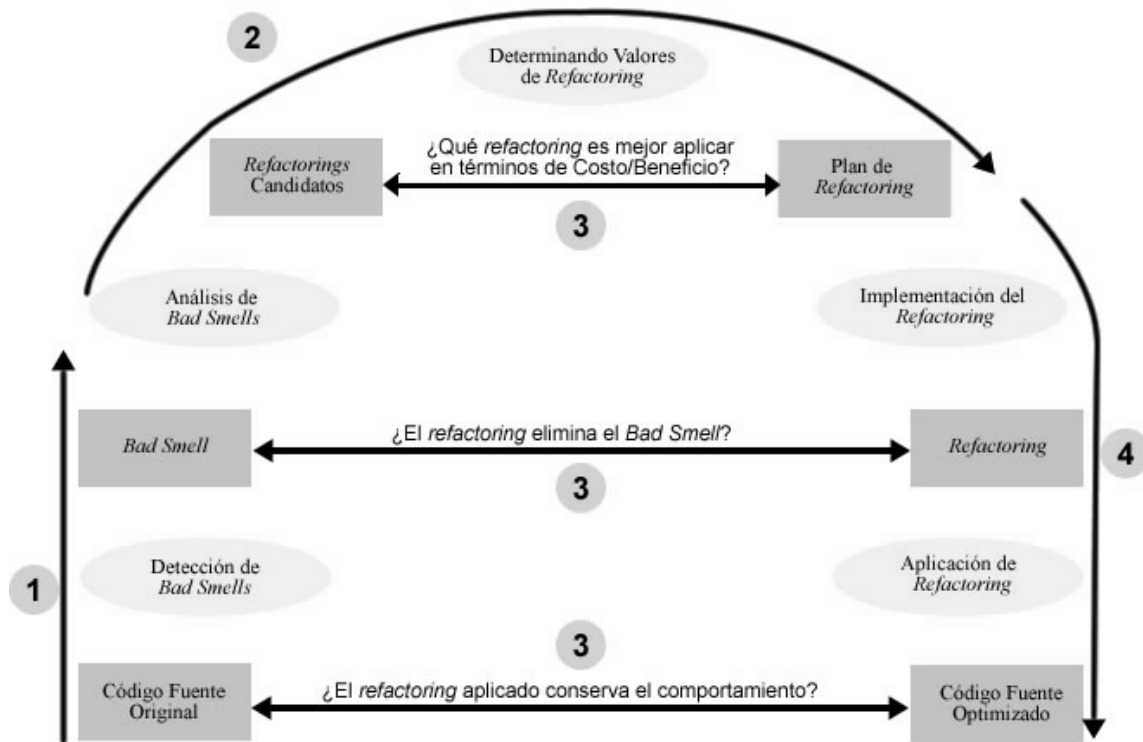 2
Determinando Valores
de Refactoring
¿Qué refactoring es mejor aplicar
en términos de Costo/Beneficio?
Refactorings
Candidatos
Plan de
Refactoring
3
Análisis de
Bad Smells
Implementación del
Refactoring
¿El refactoring elimina el Bad Smell?
Bad Smell
Refactoring
4
3
Detección de
Bad Smells
Aplicación de
Refactoring
1
3
¿El refactoring aplicado conserva el comportamiento?
Código Fuente
Original
Código Fuente
Optimizado